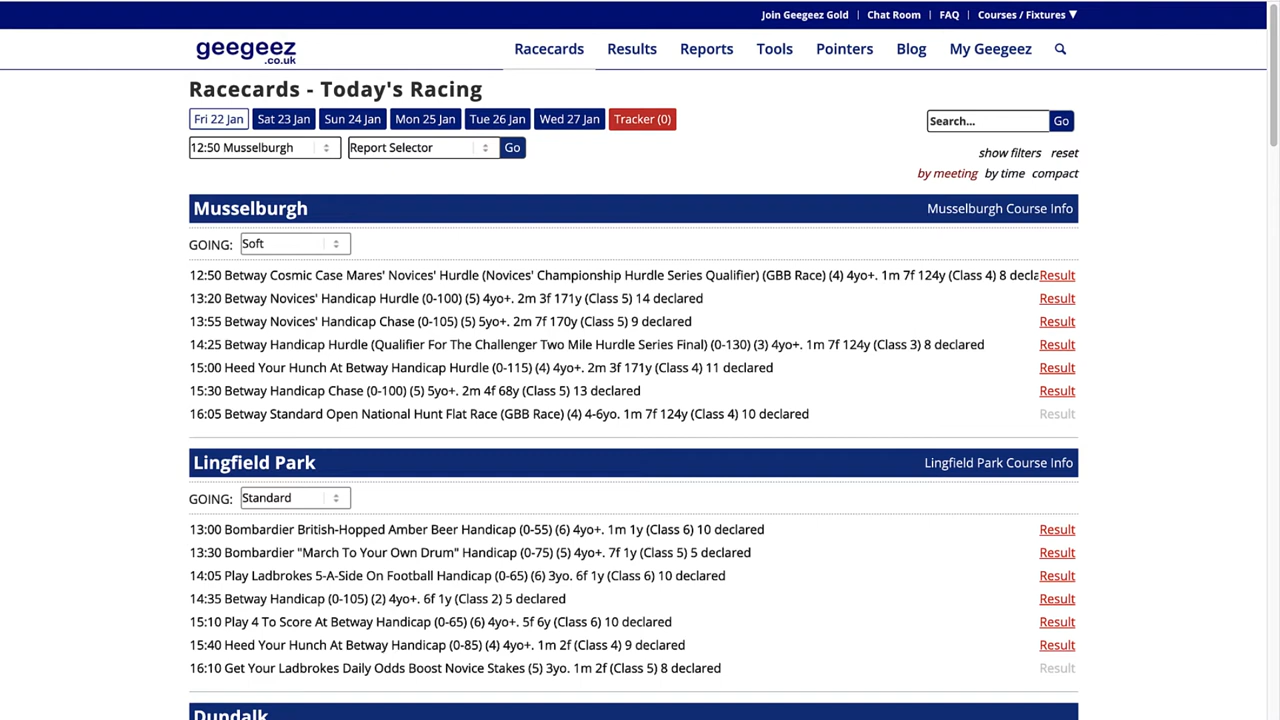 Join Geegeez Gold | Chat Room | FAQ | Courses / Fixtures ▼
geegeez .co.uk
Racecards Results Reports Tools Pointers Blog My Geegeez
Racecards - Today's Racing
Fri 22 Jan Sat 23 Jan Sun 24 Jan Mon 25 Jan Tue 26 Jan Wed 27 Jan Tracker (0)
Search... Go
12:50 Musselburgh Report Selector Go
show filters reset
by meeting by time compact
Musselburgh Musselburgh Course Info
GOING: Soft
12:50 Betway Cosmic Case Mares' Novices' Hurdle (Novices' Championship Hurdle Series Qualifier) (GBB Race) (4) 4yo+. 1m 7f 124y (Class 4) 8 decla Result
13:20 Betway Novices' Handicap Hurdle (0-100) (5) 4yo+. 2m 3f 171y (Class 5) 14 declared Result
13:55 Betway Novices' Handicap Chase (0-105) (5) 5yo+. 2m 7f 170y (Class 5) 9 declared Result
14:25 Betway Handicap Hurdle (Qualifier For The Challenger Two Mile Hurdle Series Final) (0-130) (3) 4yo+. 1m 7f 124y (Class 3) 8 declared Result
15:00 Heed Your Hunch At Betway Handicap Hurdle (0-115) (4) 4yo+. 2m 3f 171y (Class 4) 11 declared Result
15:30 Betway Handicap Chase (0-100) (5) 5yo+. 2m 4f 68y (Class 5) 13 declared Result
16:05 Betway Standard Open National Hunt Flat Race (GBB Race) (4) 4-6yo. 1m 7f 124y (Class 4) 10 declared Result
Lingfield Park Lingfield Park Course Info
GOING: Standard
13:00 Bombardier British-Hopped Amber Beer Handicap (0-55) (6) 4yo+. 1m 1y (Class 6) 10 declared Result
13:30 Bombardier "March To Your Own Drum" Handicap (0-75) (5) 4yo+. 7f 1y (Class 5) 5 declared Result
14:05 Play Ladbrokes 5-A-Side On Football Handicap (0-65) (6) 3yo. 6f 1y (Class 6) 10 declared Result
14:35 Betway Handicap (0-105) (2) 4yo+. 6f 1y (Class 2) 5 declared Result
15:10 Play 4 To Score At Betway Handicap (0-65) (6) 4yo+. 5f 6y (Class 6) 10 declared Result
15:40 Heed Your Hunch At Betway Handicap (0-85) (4) 4yo+. 1m 2f (Class 4) 9 declared Result
16:10 Get Your Ladbrokes Daily Odds Boost Novice Stakes (5) 3yo. 1m 2f (Class 5) 8 declared Result
Dundalk